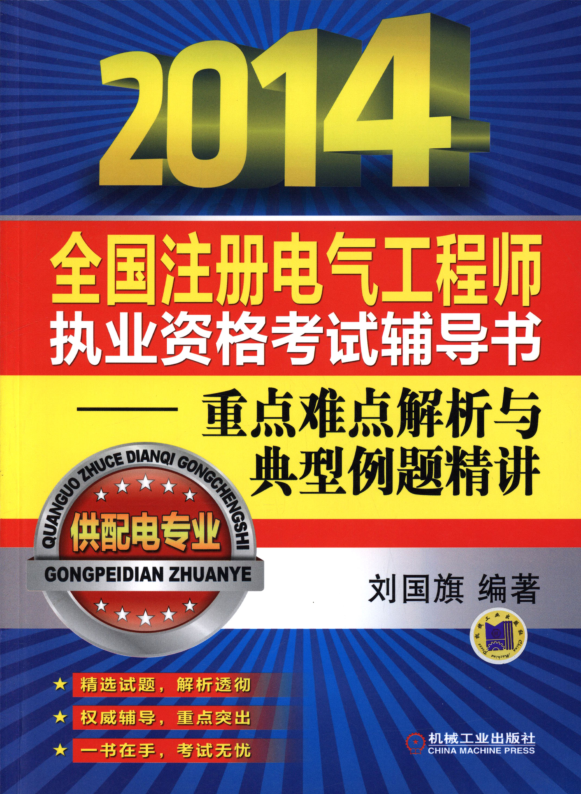 2014
全国注册电气工程师
执业资格考试辅导书
——重点难点解析与
典型例题精讲
QUANGUO ZHUCE DIANQI GONGCHENGSHI
供配电专业
GONGPEIDIAN ZHUANYE
刘国旗 编著
精选试题，解析透彻
权威辅导，重点突出
一书在手，考试无忧
机械工业出版社
CHINA MACHINE PRESS